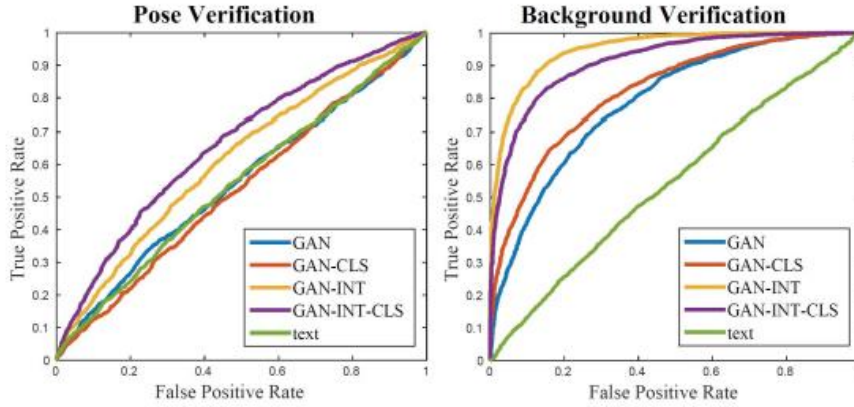 Pose Verification
True Positive Rate
1
0.9
0.8
0.7
0.6
0.5
0.4
0.3
0.2
0.1
0
0
0.2
0.4
0.6
0.8
1
False Positive Rate
GAN
GAN-CLS
GAN-INT
GAN-INT-CLS
text
Background Verification
True Positive Rate
1
0.9
0.8
0.7
0.6
0.5
0.4
0.3
0.2
0.1
0
0
0.2
0.4
0.6
0.8
False Positive Rate
GAN
GAN-CLS
GAN-INT
GAN-INT-CLS
text